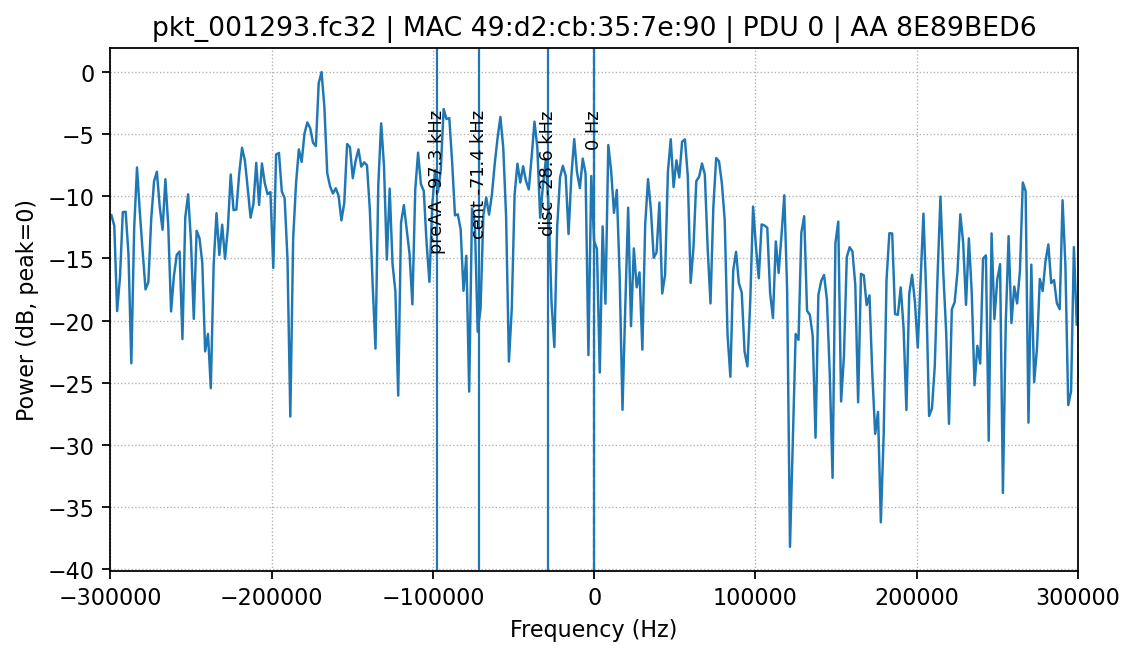 pkt_001293.fc32 | MAC 49:d2:cb:35:7e:90 | PDU 0 | AA 8E89BED6
Power (dB, peak=0)
0
−5
−10
−15
−20
−25
−30
−35
−40
preAA -97.3 kHz
cent -71.4 kHz
disc -28.6 kHz
0 Hz
−300000
−200000
−100000
0
100000
200000
300000
Frequency (Hz)